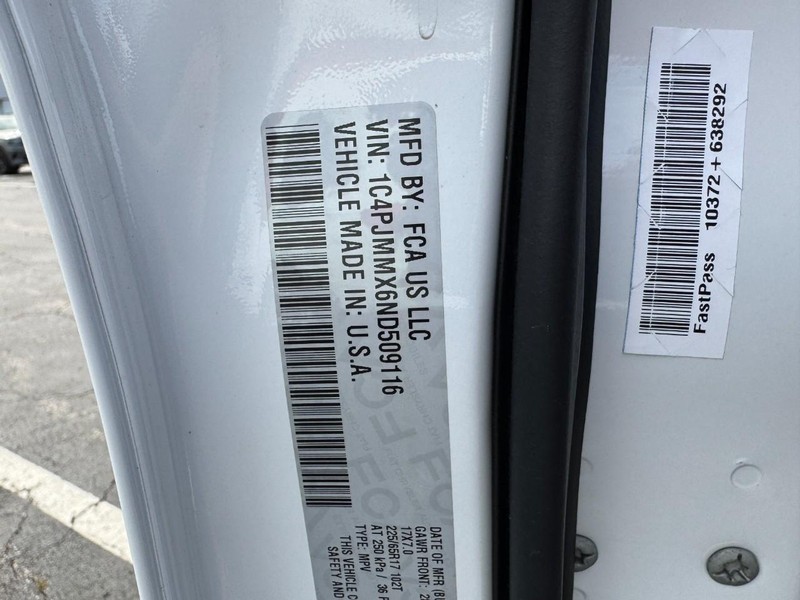 MFD BY: FCA US LLC
VIN: 1C4PJMMX6ND509116
VEHICLE MADE IN: U.S.A.
DATE OF MFR
GAWR FRONT:
17X7.0
225/65R17 102T
AT 250 kPa / 36
TYPE: MPV
THIS VEHICLE
SAFETY AND
10372 + 638292
FastPass